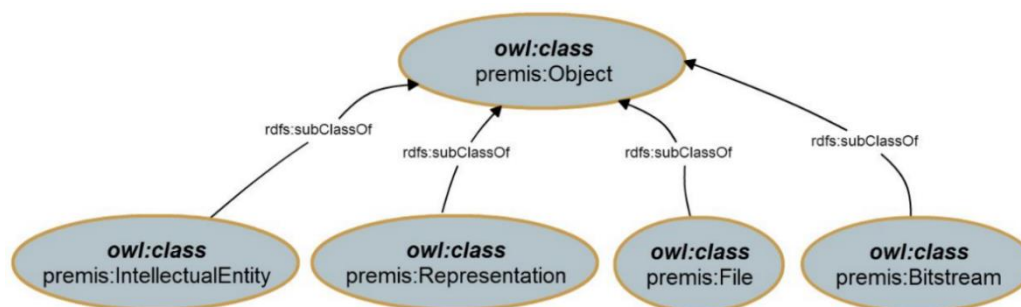 owl:class
premis:Object
rdfs:subClassOf
rdfs:subClassOf
rdfs:subClassOf
rdfs:subClassOf
owl:class
premis:IntellectualEntity
owl:class
premis:Representation
owl:class
premis:File
owl:class
premis:Bitstream